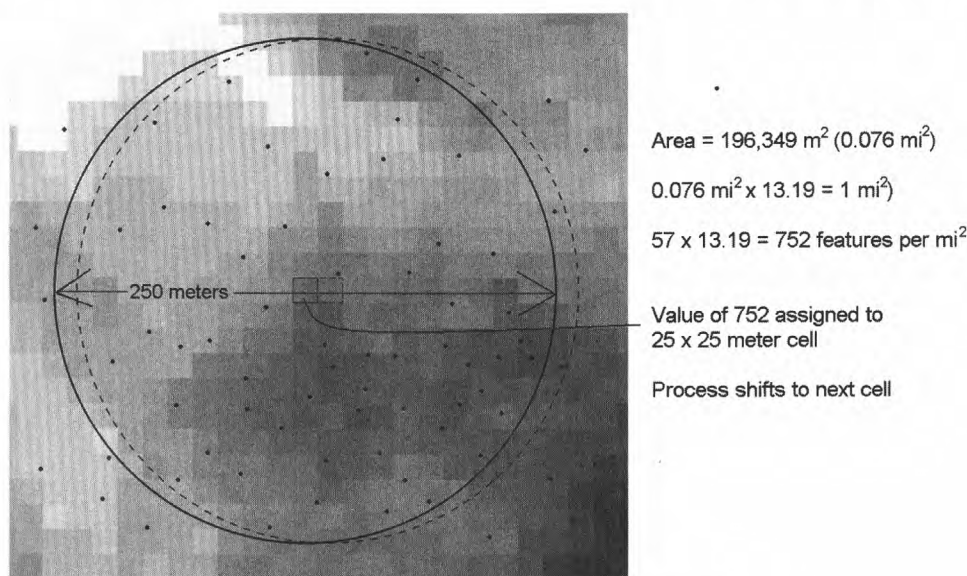 Area = 196,349 m² (0.076 mi²)
0.076 mi² x 13.19 = 1 mi²)
57 x 13.19 = 752 features per mi²
250 meters
Value of 752 assigned to
25 x 25 meter cell
Process shifts to next cell